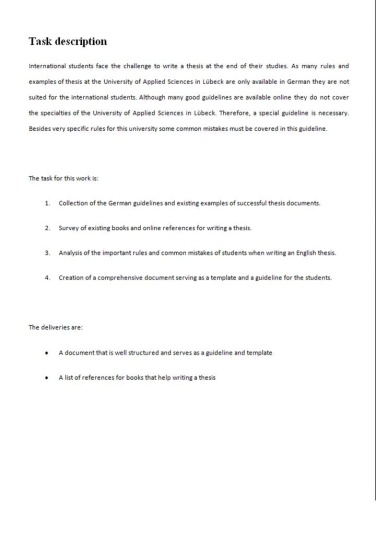 Task description
International students face the challenge to write a thesis at the end of their studies. As many rules and
examples of thesis at the University of Applied Sciences in Lübeck are only available in German they are not
suited for the international students. Although many good guidelines are available online they do not cover
the specialties of the University of Applied Sciences in Lübeck. Therefore, a special guideline is necessary.
Besides very specific rules for this university some common mistakes must be covered in this guideline.
The task for this work is:
1. Collection of the German guidelines and existing examples of successful thesis documents.
2. Survey of existing books and online references for writing a thesis.
3. Analysis of the important rules and common mistakes of students when writing an English thesis.
4. Creation of a comprehensive document serving as a template and a guideline for the students.
The deliveries are:
• A document that is well structured and serves as a guideline and template
• A list of references for books that help writing a thesis